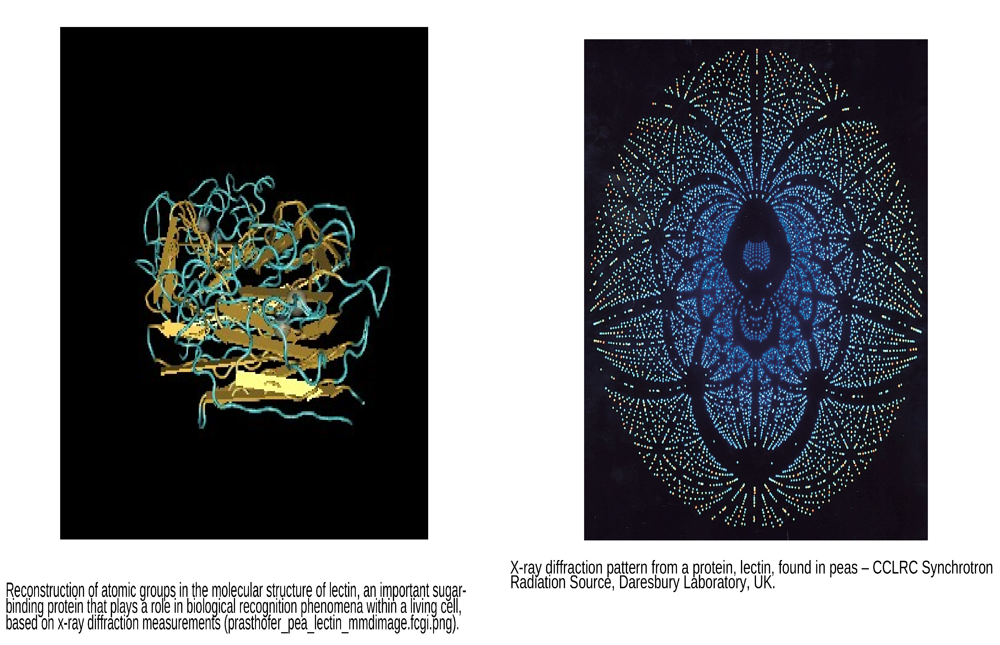 Reconstruction of atomic groups in the molecular structure of lectin, an important sugar-
binding protein that plays a role in biological recognition phenomena within a living cell,
based on x-ray diffraction measurements (prasthofer_pea_lectin_mmdimage.fcgi.png).
X-ray diffraction pattern from a protein, lectin, found in peas – CCLRC Synchrotron
Radiation Source, Daresbury Laboratory, UK.